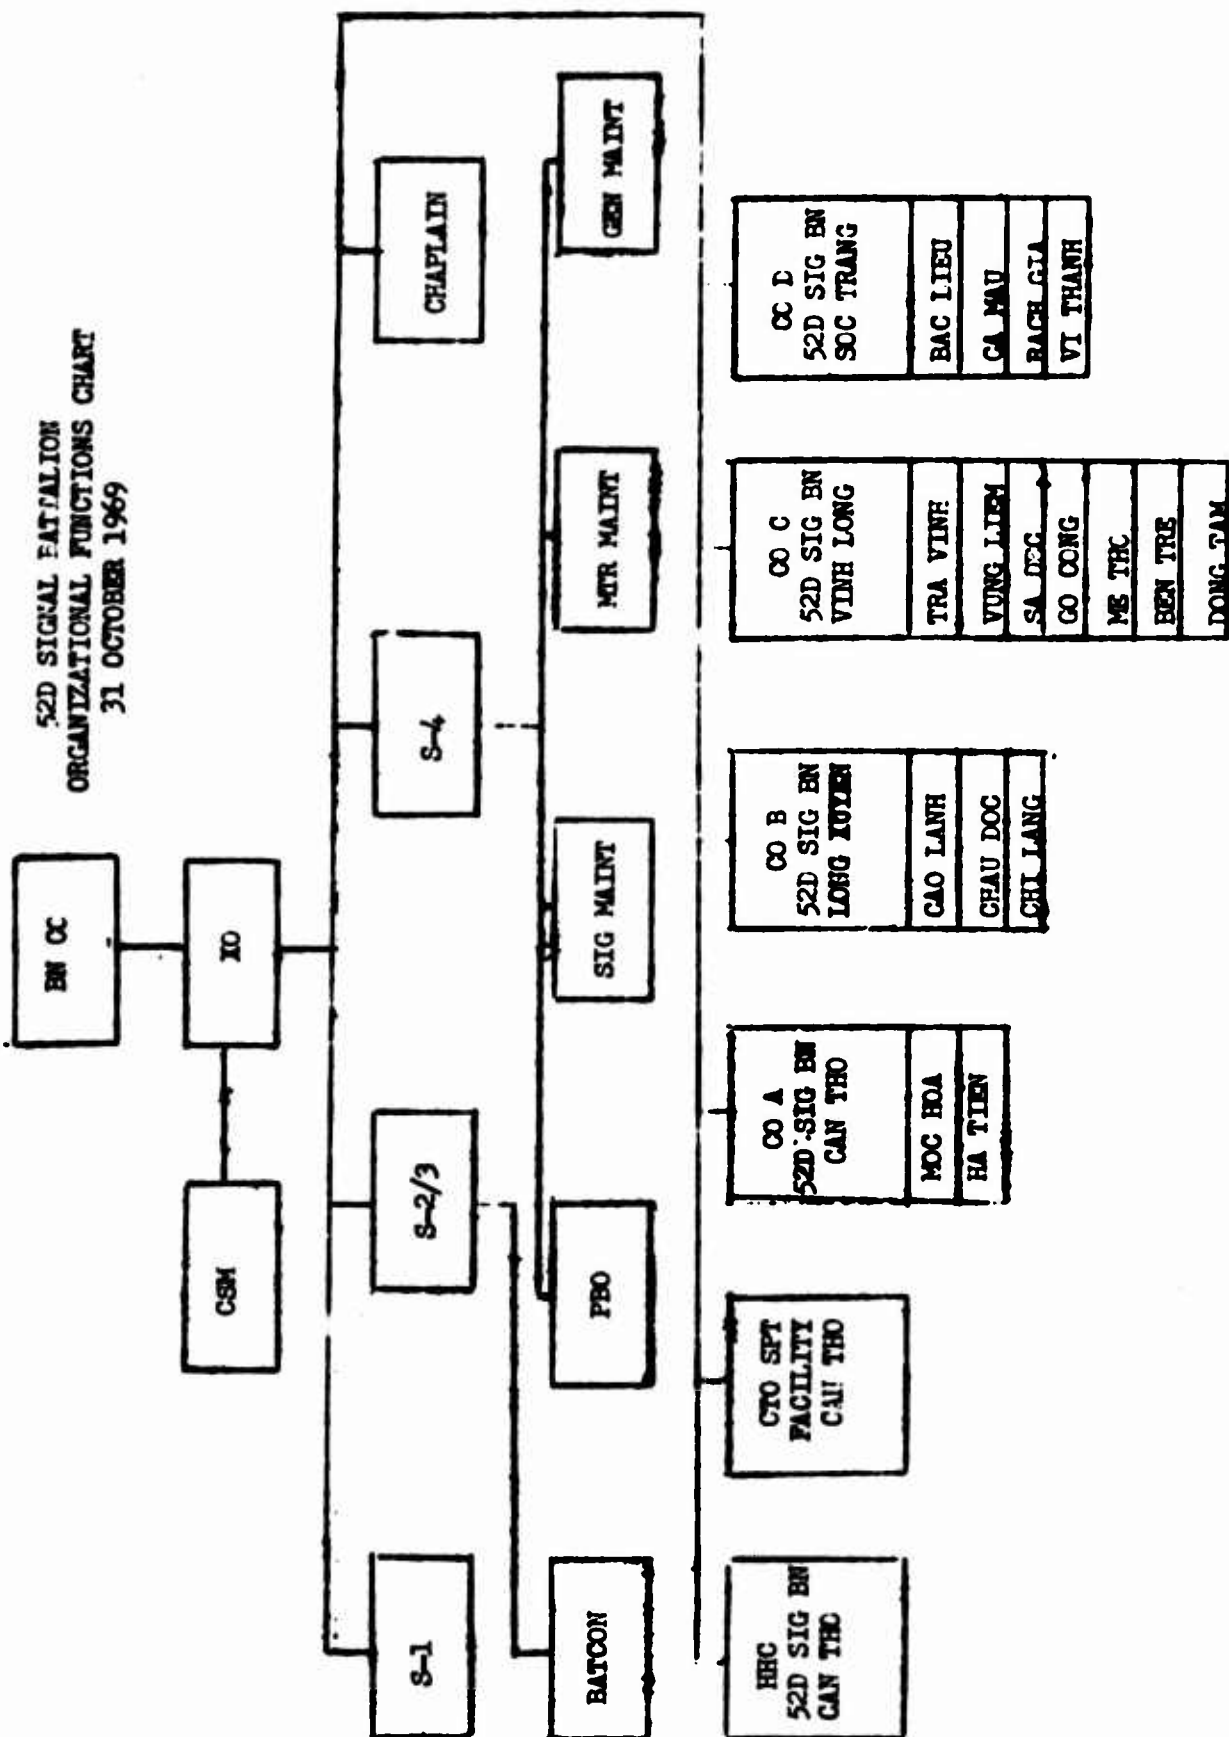 52D SIGNAL BATTALION
ORGANIZATIONAL FUNCTIONS CHART
31 OCTOBER 1969
BN CC
CSM
XO
S-1
S-2/3
S-4
CHAPLAIN
BATCON
PBO
SIG MAINT
MTR MAINT
GEN MAINT
HHC
52D SIG BN
CAN THO
CTO SPT
FACILITY
CAN THO
CO A
52D SIG BN
CAN THO
MOC HOA
HA TIEN
CO B
52D SIG BN
LONG XUYEN
CAO LANH
CHAU DOC
CHI LANG
CO C
52D SIG BN
VINH LONG
TRA VINH
VUNG LIEM
SA DEC
GO CONG
ME THO
BEN TRE
DONG TAM
CO D
52D SIG BN
SOC TRANG
BAC LIEU
CA MAU
RACH GIA
VI THANH